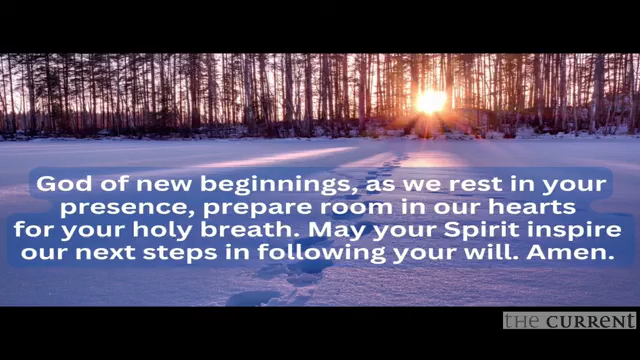 God of new beginnings, as we rest in your
presence, prepare room in our hearts
for your holy breath. May your Spirit inspire
our next steps in following your will. Amen.
THE CURRENT